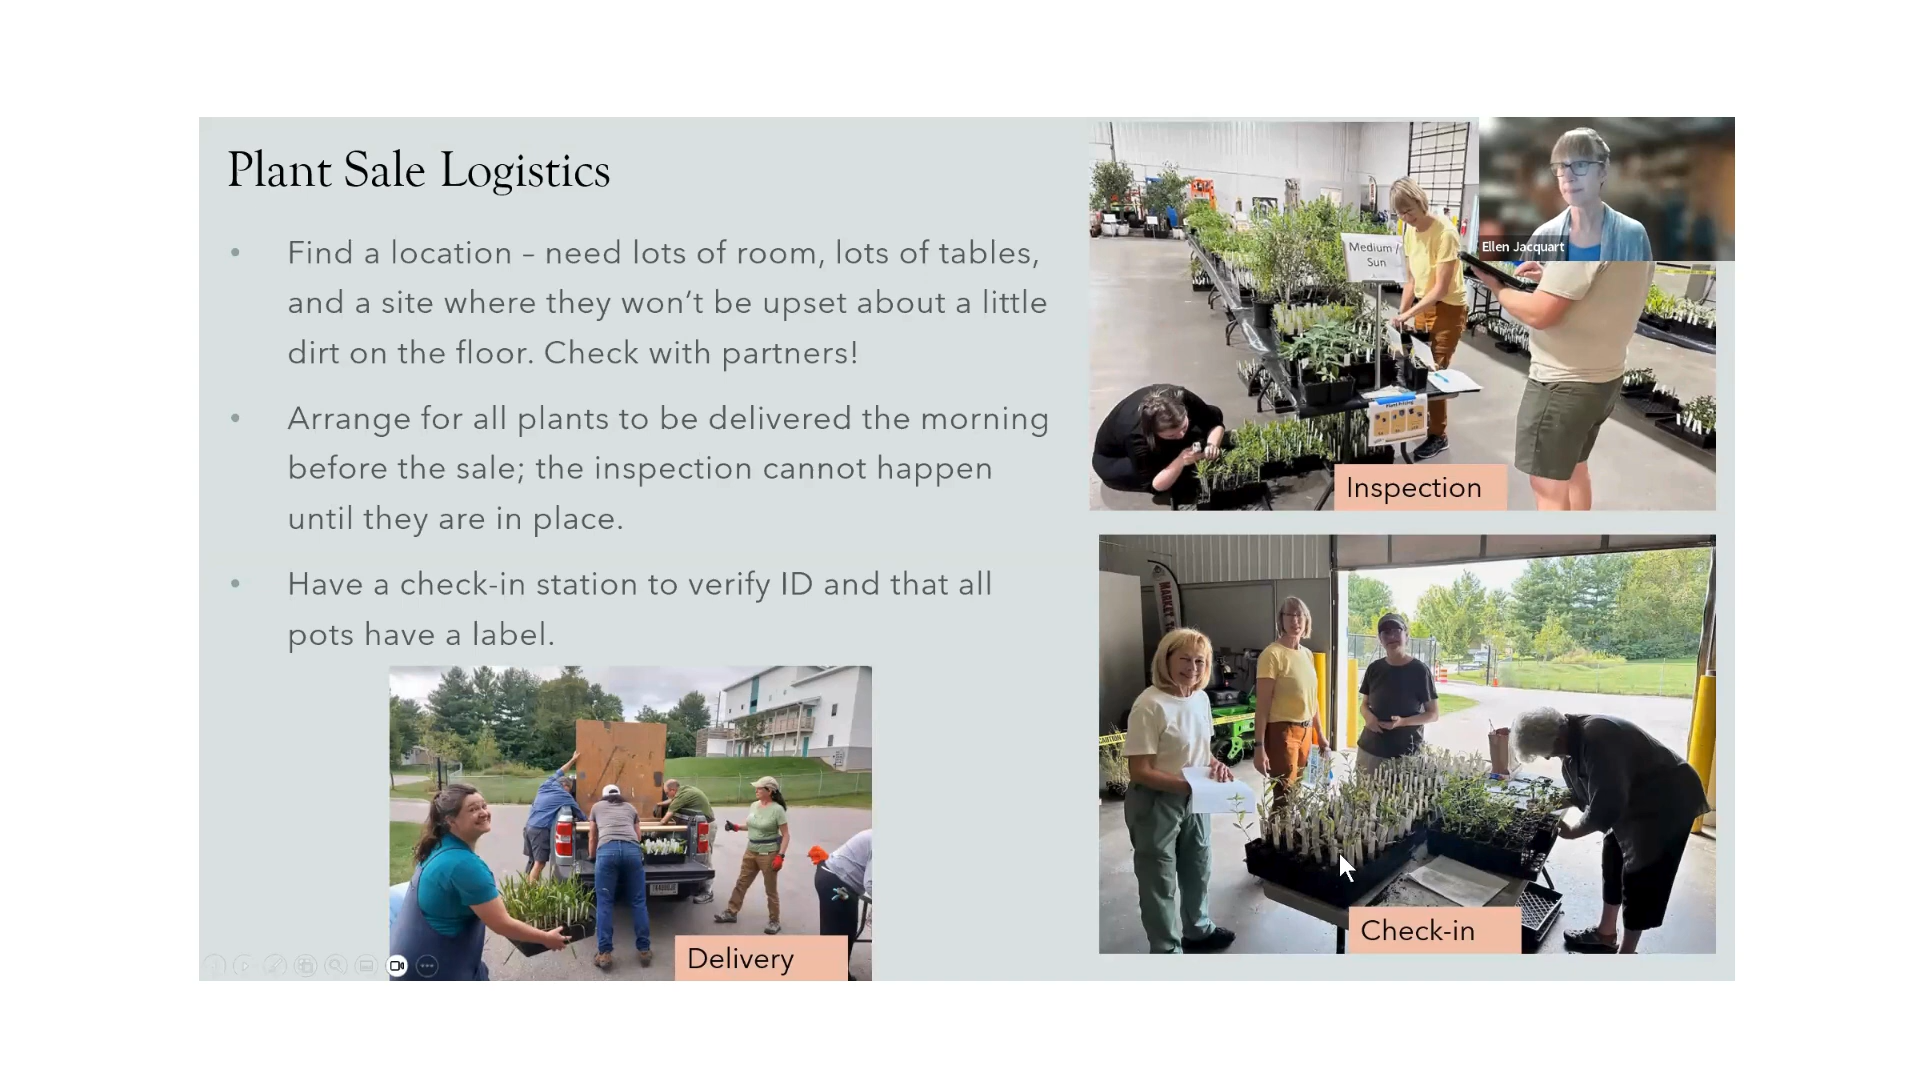 Plant Sale Logistics
• Find a location – need lots of room, lots of tables,
and a site where they won't be upset about a little
dirt on the floor. Check with partners!
• Arrange for all plants to be delivered the morning
before the sale; the inspection cannot happen
until they are in place.
• Have a check-in station to verify ID and that all
pots have a label.
Medium /
Sun
Ellen Jacquart
Plant Pricing
Inspection
CAUTION
Check-in
Delivery